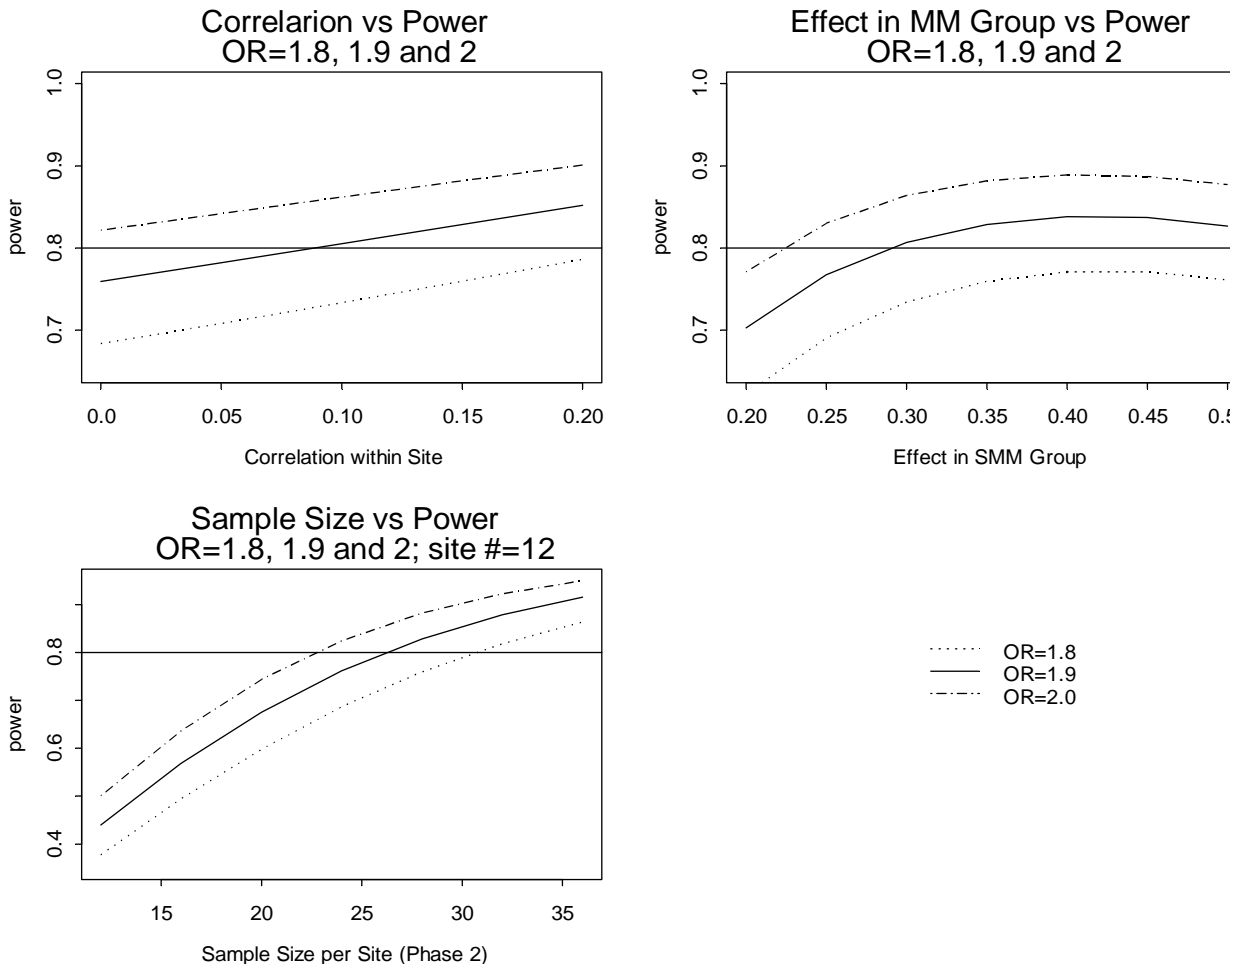 Correlarion vs Power
OR=1.8, 1.9 and 2
power
1.0
0.9
0.8
0.7
0.0 0.05 0.10 0.15 0.20
Correlation within Site
Effect in MM Group vs Power
OR=1.8, 1.9 and 2
power
1.0
0.9
0.8
0.7
0.20 0.25 0.30 0.35 0.40 0.45
Effect in SMM Group
Sample Size vs Power
OR=1.8, 1.9 and 2; site #=12
power
0.8
0.6
0.4
15 20 25 30 35
Sample Size per Site (Phase 2)
OR=1.8
OR=1.9
OR=2.0